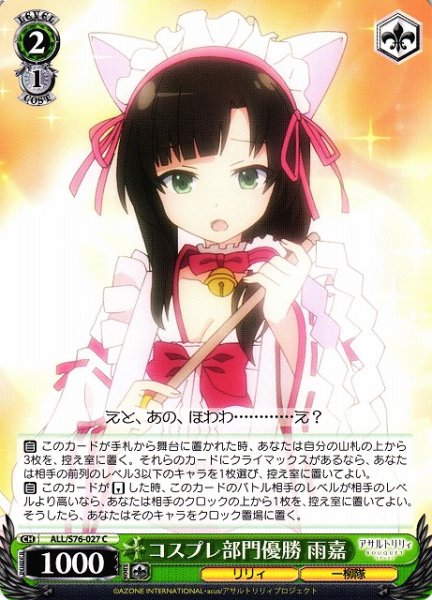 LEVEL
2
1
COST
えと、あの、ほわわ…………え?
自 このカードが手札から舞台に置かれた時、あなたは自分の山札の上から
3枚を、控え室に置く。それらのカードにクライマックスがあるなら、あなた
は相手の前列のレベル3以下のキャラを1枚選び、控え室に置いてよい。
自 このカードが【】した時、このカードのバトル相手のレベルが相手のレ
ベルより高いなら、あなたは相手のクロックの上から1枚を、控え室に置いてよい。
そうしたら、あなたはそのキャラをクロック置場に置く。
CH ALL/S76-027 C
POWER
1000
コスプレ部門優勝 雨嘉
アサルトリリィ
BOUQUET
リリィ
一柳隊
©AZONE INTERNATIONAL・acus/アサルトリリィプロジェクト